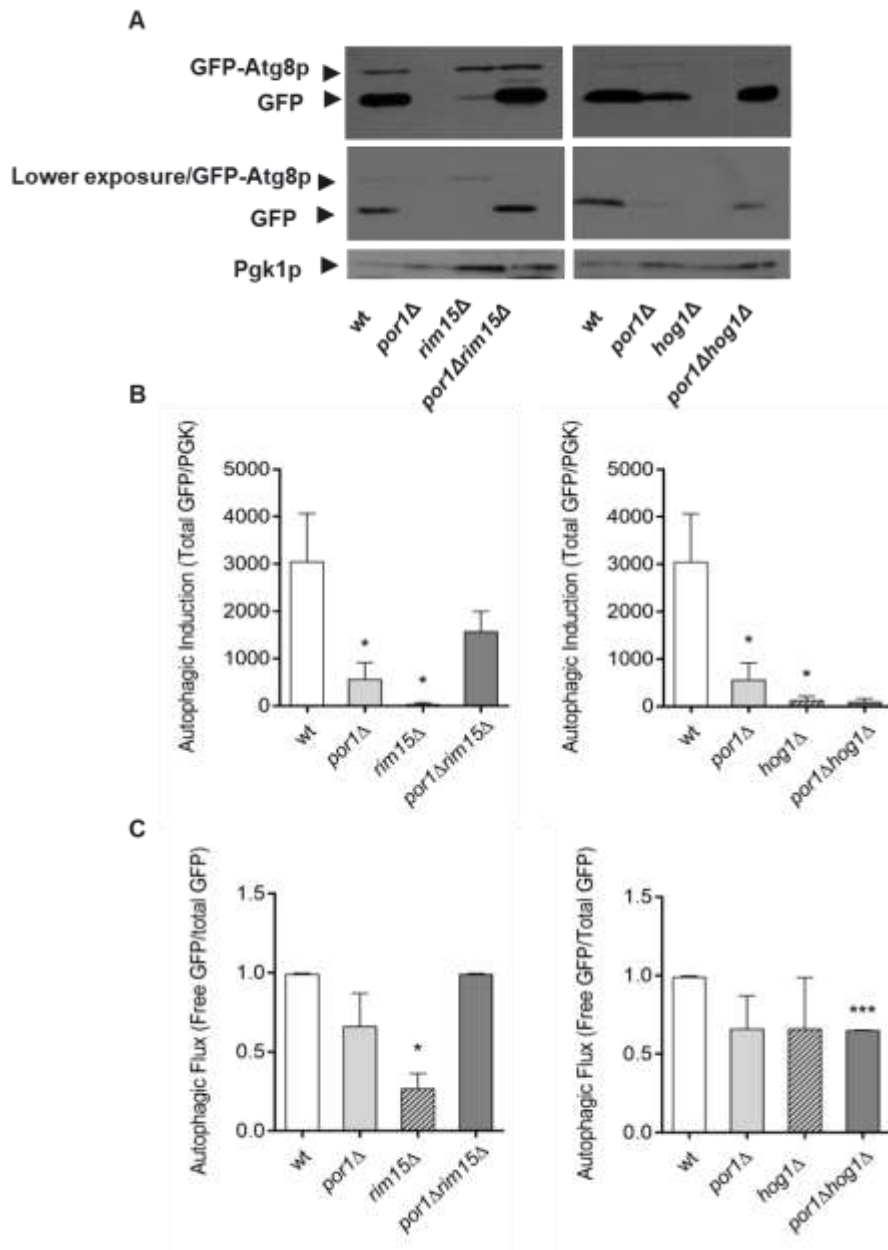 A
GFP-Atg8p
GFP
Lower exposure/GFP-Atg8p
GFP
Pgk1p
wt
por1Δ
rim15Δ
por1Δrim15Δ
wt
por1Δ
hog1Δ
por1Δhog1Δ
B
Autophagic Induction (Total GFP/PGK)
5000
4000
3000
2000
1000
0
*
*
wt
por1Δ
rim15Δ
por1Δrim15Δ
Autophagic Induction (Total GFP/PGK)
5000
4000
3000
2000
1000
0
*
*
wt
por1Δ
hog1Δ
por1Δhog1Δ
C
Autophagic Flux (Free GFP/total GFP)
1.5
1.0
0.5
0.0
*
wt
por1Δ
rim15Δ
por1Δrim15Δ
Autophagic Flux (Free GFP/Total GFP)
1.5
1.0
0.5
0.0
***
wt
por1Δ
hog1Δ
por1Δhog1Δ